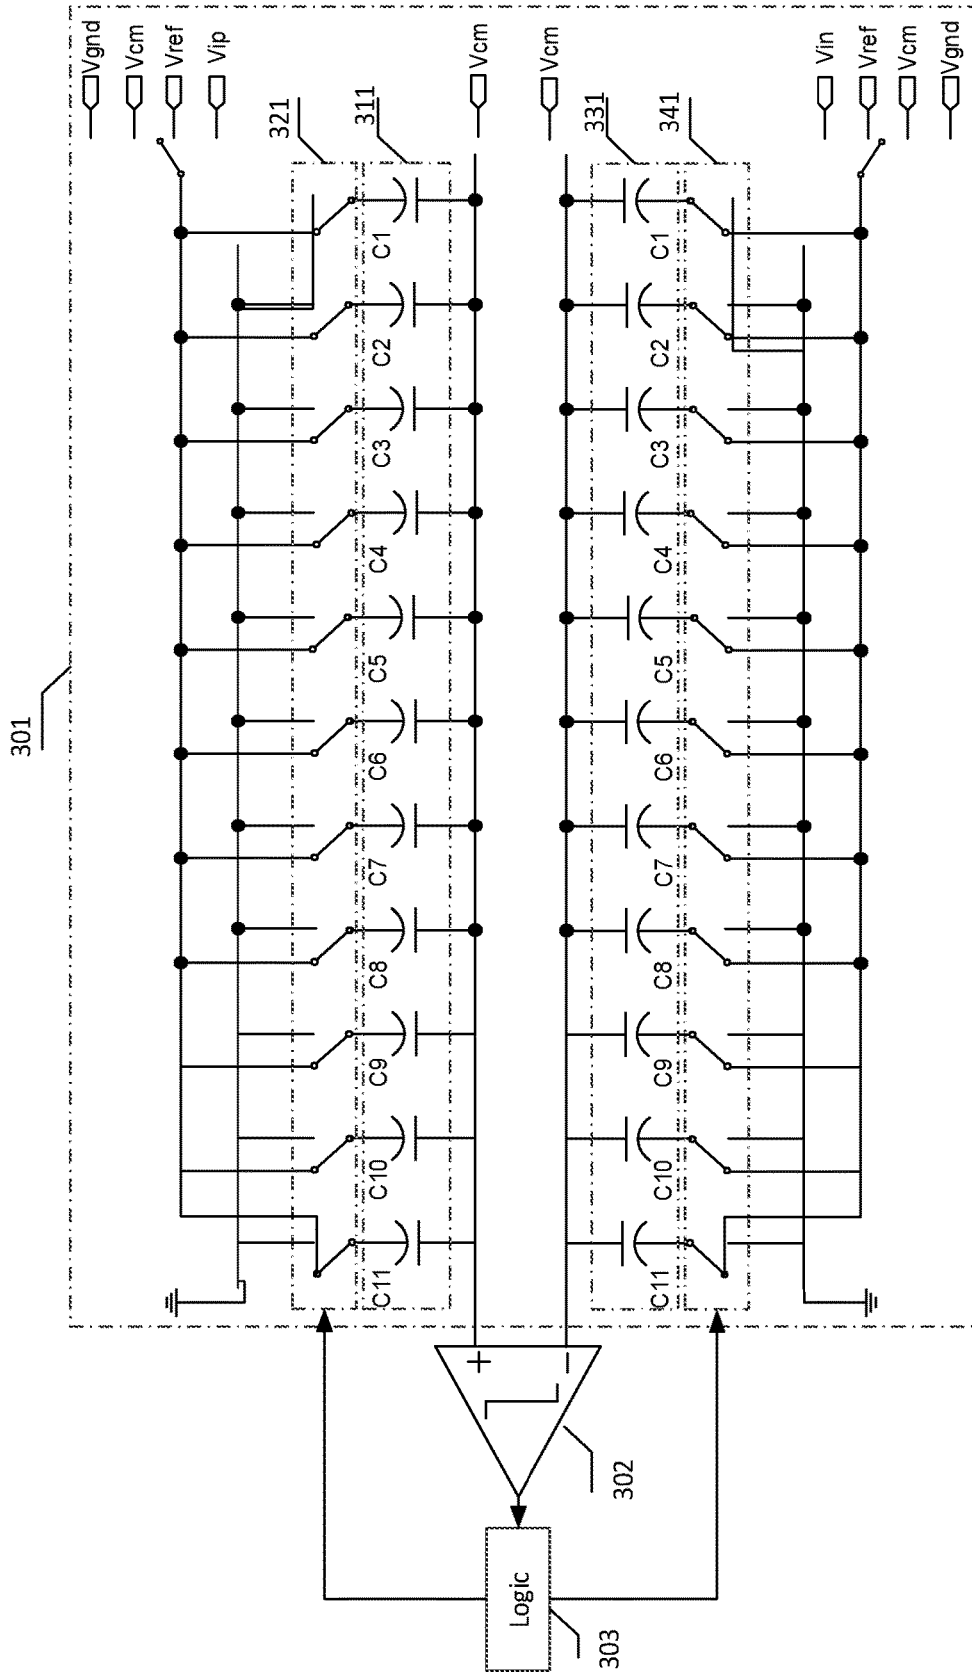 301
Vgnd
Vcm
Vref
Vip
321
311
Vcm
Vcm
331
341
Vin
Vref
Vcm
Vgnd
C1
C2
C3
C4
C5
C6
C7
C8
C9
C10
C11
C1
C2
C3
C4
C5
C6
C7
C8
C9
C10
C11
+
−
302
Logic
303